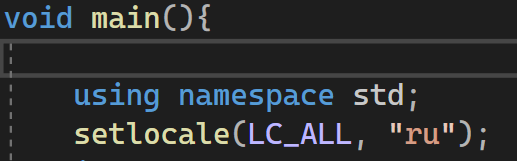 void main(){
using namespace std;
setlocale(LC_ALL, "ru");